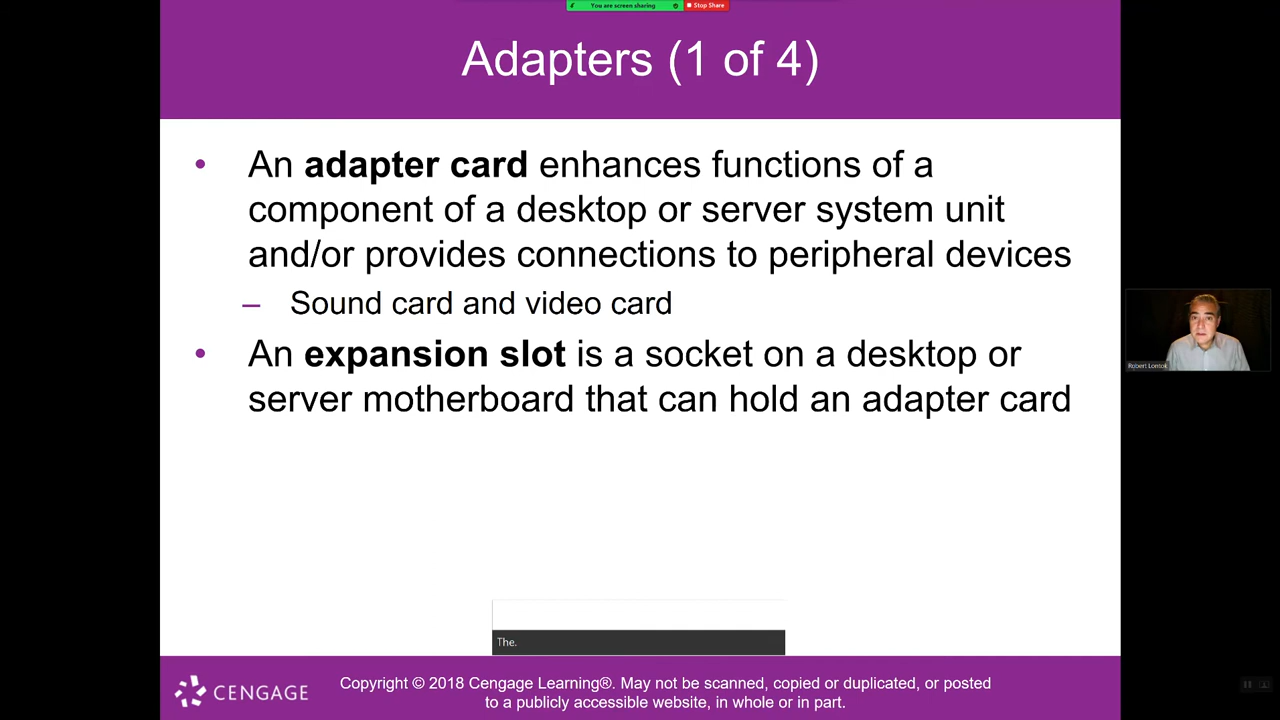 You are screen sharing
Stop Share
Adapters (1 of 4)
• An adapter card enhances functions of a
component of a desktop or server system unit
and/or provides connections to peripheral devices
– Sound card and video card
• An expansion slot is a socket on a desktop or
server motherboard that can hold an adapter card
Robert Lontok
The.
CENGAGE
Copyright © 2018 Cengage Learning®. May not be scanned, copied or duplicated, or posted
to a publicly accessible website, in whole or in part.